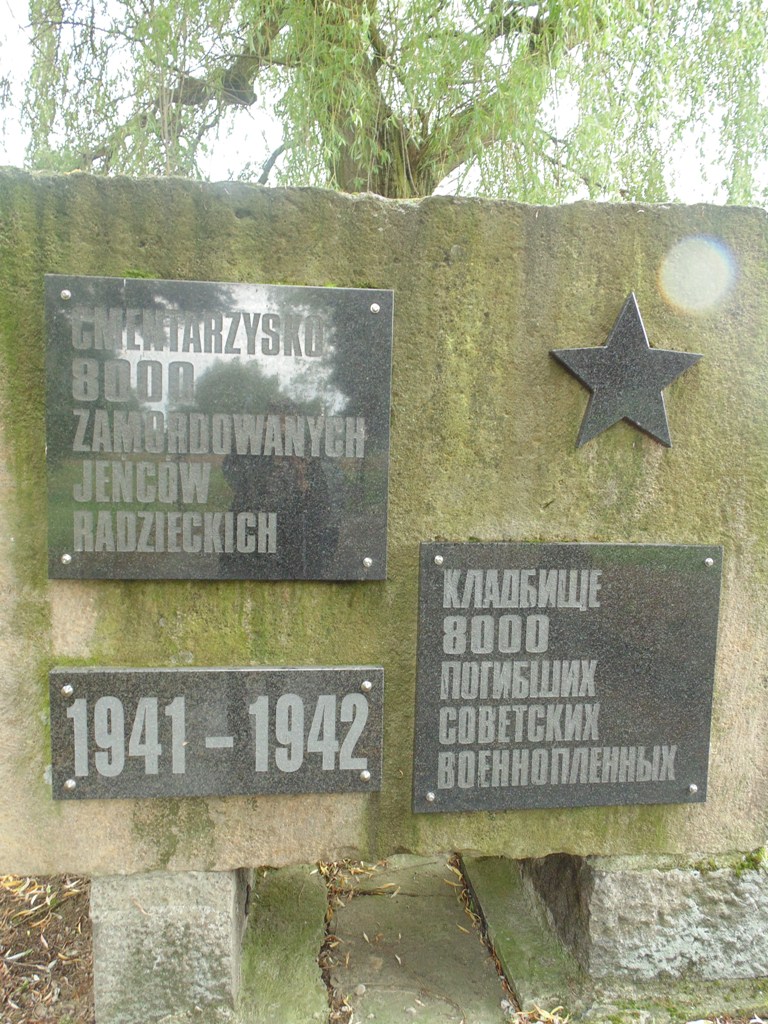 CMENTARZYSKO
8000
ZAMORDOWANYCH
JEŃCÓW
RADZIECKICH
1941 – 1942
КЛАДБИЩЕ
8000
ПОГИБШИХ
СОВЕТСКИХ
ВОЕННОПЛЕННЫХ